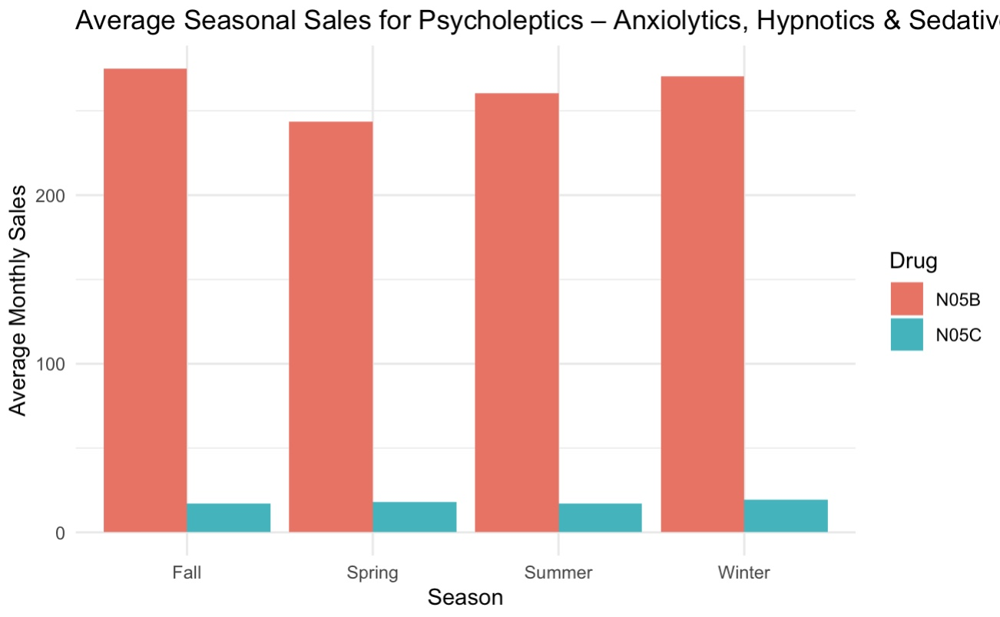 Average Seasonal Sales for Psycholeptics – Anxiolytics, Hypnotics & Sedativ
Average Monthly Sales
200
100
0
Fall Spring Summer Winter
Season
Drug
N05B
N05C